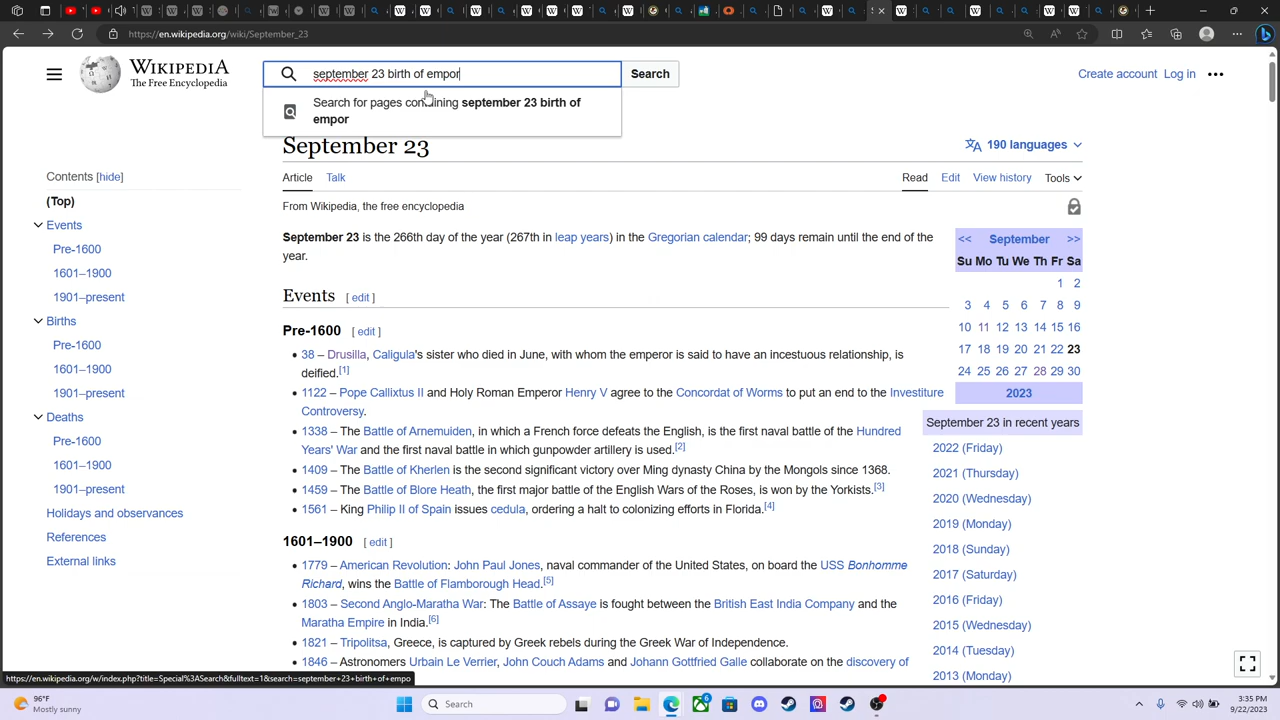 https://en.wikipedia.org/wiki/September_23
WIKIPEDIA
The Free Encyclopedia
september 23 birth of empor
Search
Create account Log in
Search for pages containing september 23 birth of
empor
September 23
190 languages
Article Talk
Read Edit View history Tools
From Wikipedia, the free encyclopedia
Contents [hide]
(Top)
Events
Pre-1600
1601–1900
1901–present
Births
Pre-1600
1601–1900
1901–present
Deaths
Pre-1600
1601–1900
1901–present
Holidays and observances
References
External links
September 23 is the 266th day of the year (267th in leap years) in the Gregorian calendar; 99 days remain until the end of the
year.
Events [ edit ]
Pre-1600 [ edit ]
• 38 – Drusilla, Caligula's sister who died in June, with whom the emperor is said to have an incestuous relationship, is
deified.[1]
• 1122 – Pope Callixtus II and Holy Roman Emperor Henry V agree to the Concordat of Worms to put an end to the Investiture
Controversy.
• 1338 – The Battle of Arnemuiden, in which a French force defeats the English, is the first naval battle of the Hundred
Years' War and the first naval battle in which gunpowder artillery is used.[2]
• 1409 – The Battle of Kherlen is the second significant victory over Ming dynasty China by the Mongols since 1368.
• 1459 – The Battle of Blore Heath, the first major battle of the English Wars of the Roses, is won by the Yorkists.[3]
• 1561 – King Philip II of Spain issues cedula, ordering a halt to colonizing efforts in Florida.[4]
1601–1900 [ edit ]
• 1779 – American Revolution: John Paul Jones, naval commander of the United States, on board the USS Bonhomme
Richard, wins the Battle of Flamborough Head.[5]
• 1803 – Second Anglo-Maratha War: The Battle of Assaye is fought between the British East India Company and the
Maratha Empire in India.[6]
• 1821 – Tripolitsa, Greece, is captured by Greek rebels during the Greek War of Independence.
• 1846 – Astronomers Urbain Le Verrier, John Couch Adams and Johann Gottfried Galle collaborate on the discovery of
<< September >>
Su Mo Tu We Th Fr Sa
1 2
3 4 5 6 7 8 9
10 11 12 13 14 15 16
17 18 19 20 21 22 23
24 25 26 27 28 29 30
2023
September 23 in recent years
2022 (Friday)
2021 (Thursday)
2020 (Wednesday)
2019 (Monday)
2018 (Sunday)
2017 (Saturday)
2016 (Friday)
2015 (Wednesday)
2014 (Tuesday)
2013 (Monday)
https://en.wikipedia.org/w/index.php?title=Special%3ASearch&fulltext=1&search=september+23+birth+of+empo
96°F
Mostly sunny
Search
6
3:35 PM
9/22/2023